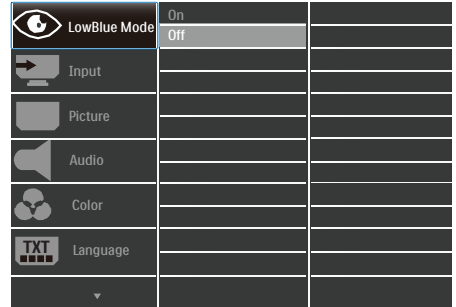 LowBlue Mode
On
Off
Input
Picture
Audio
Color
TXT
Language